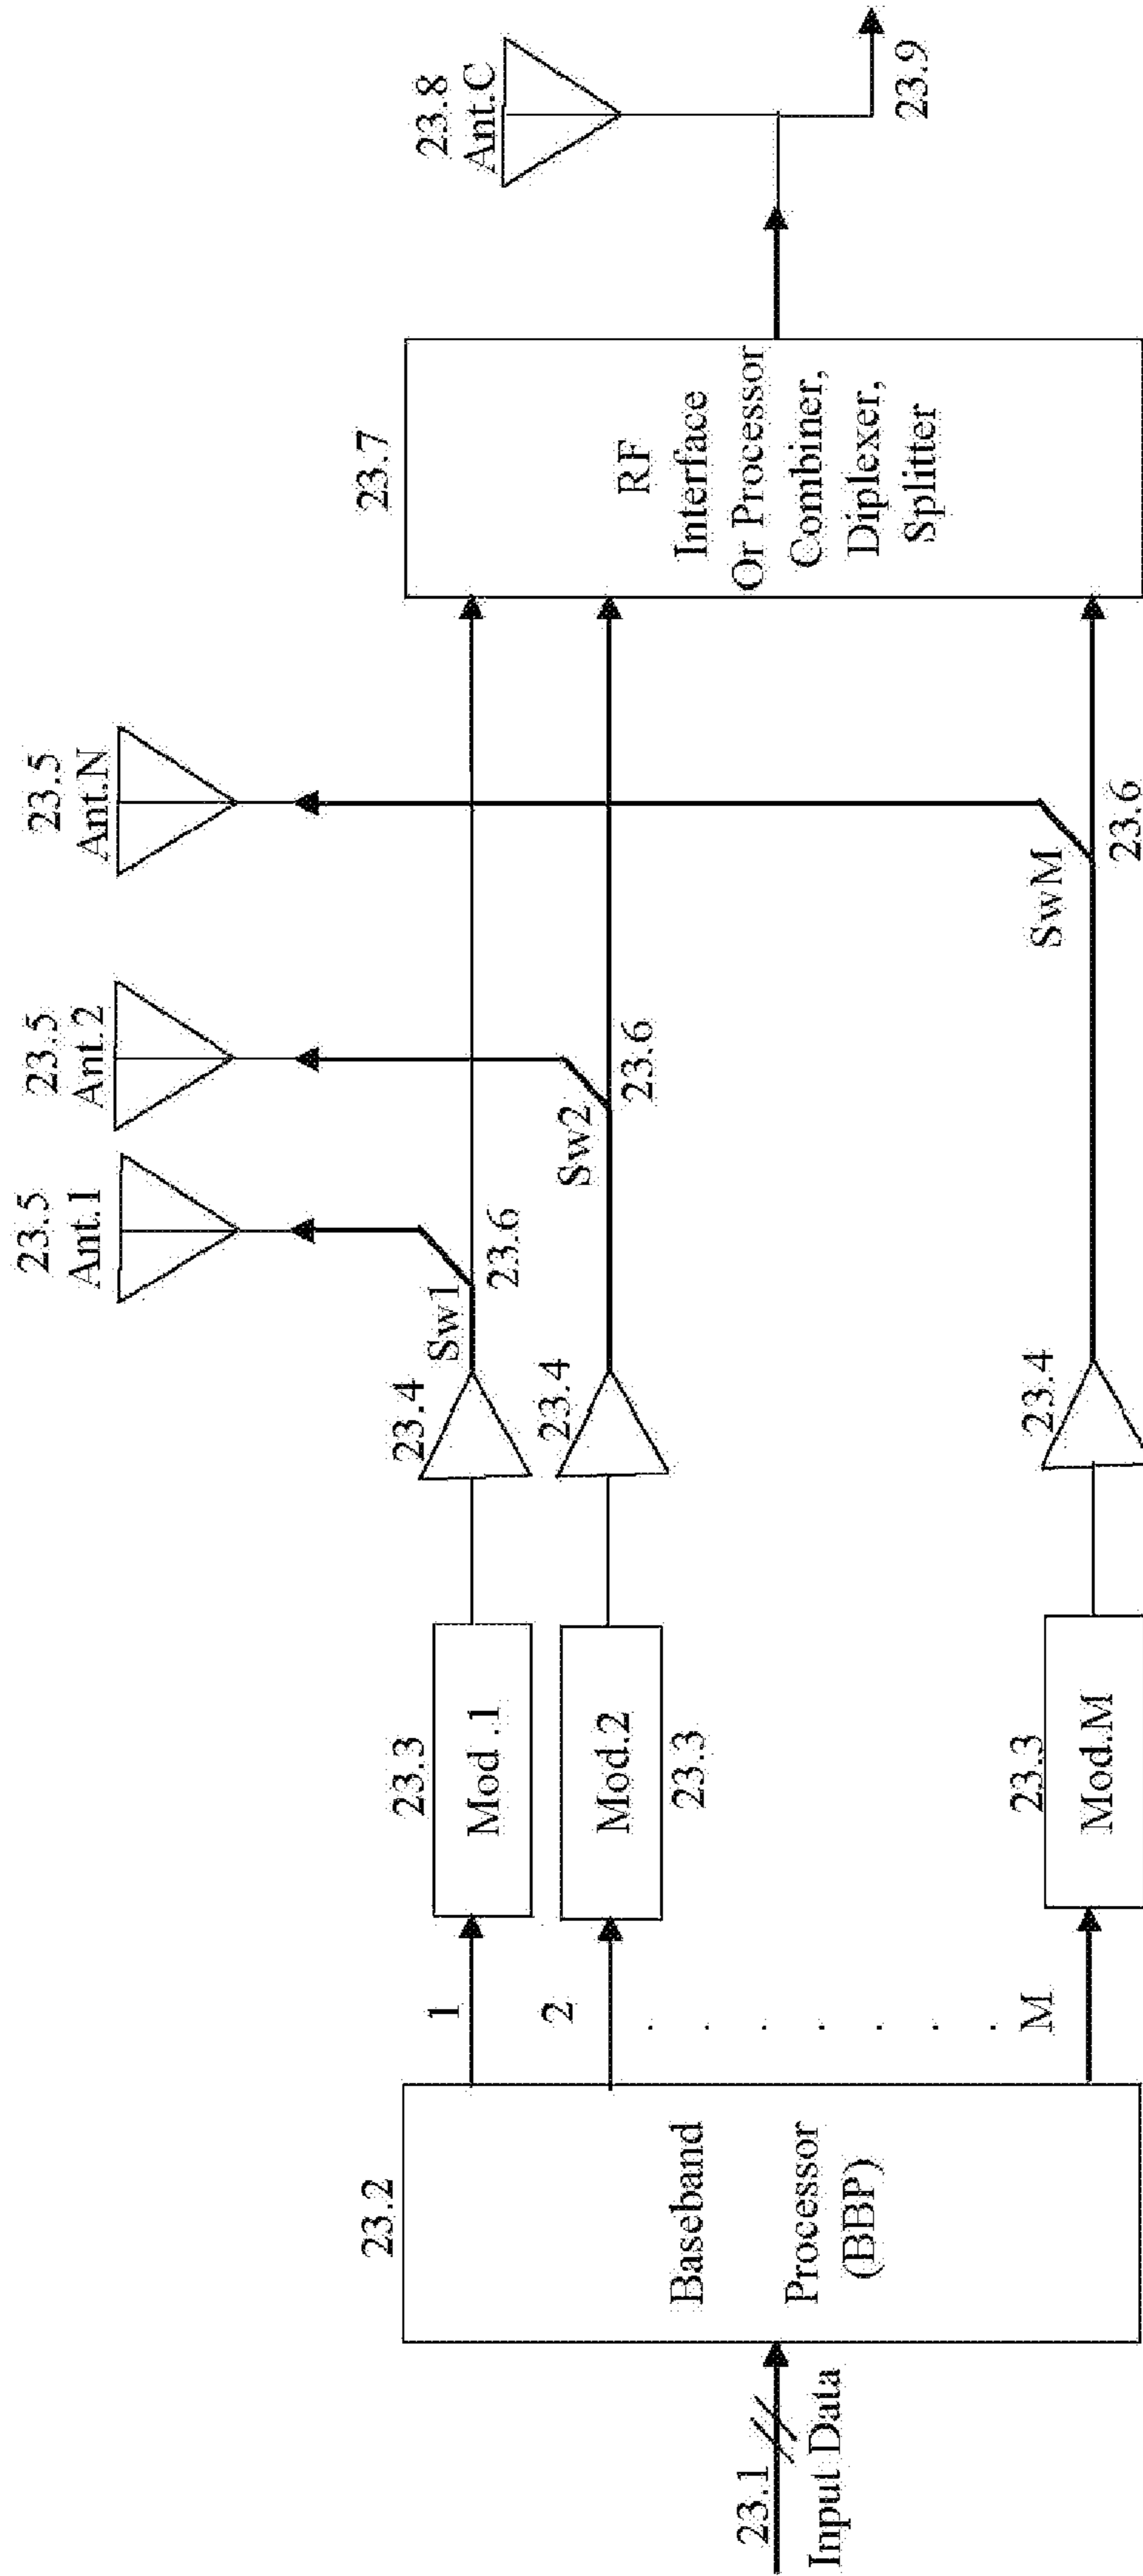 23.1
Input Data
23.2
Baseband
Processor
(BBP)
1
2
. . . . . . .
M
23.3
Mod .1
Mod.2
23.3
23.3
Mod.M
23.4
23.4
23.4
Sw1
23.6
Sw2
23.6
SwM
23.6
23.5
Ant.1
23.5
Ant.2
23.5
Ant.N
23.7
RF
Interface
Or Processor
Combiner,
Diplexer,
Splitter
23.8
Ant.C
23.9